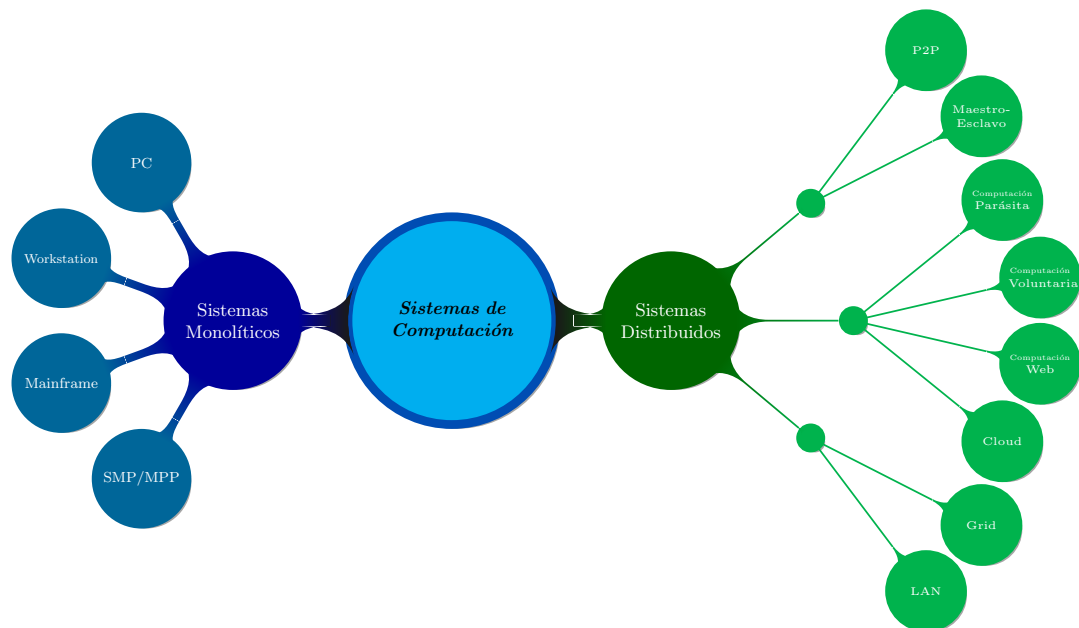 Sistemas de
Computación
Sistemas
Monolíticos
PC
Workstation
Mainframe
SMP/MPP
Sistemas
Distribuidos
P2P
Maestro-
Esclavo
Computación
Parásita
Computación
Voluntaria
Computación
Web
Cloud
Grid
LAN